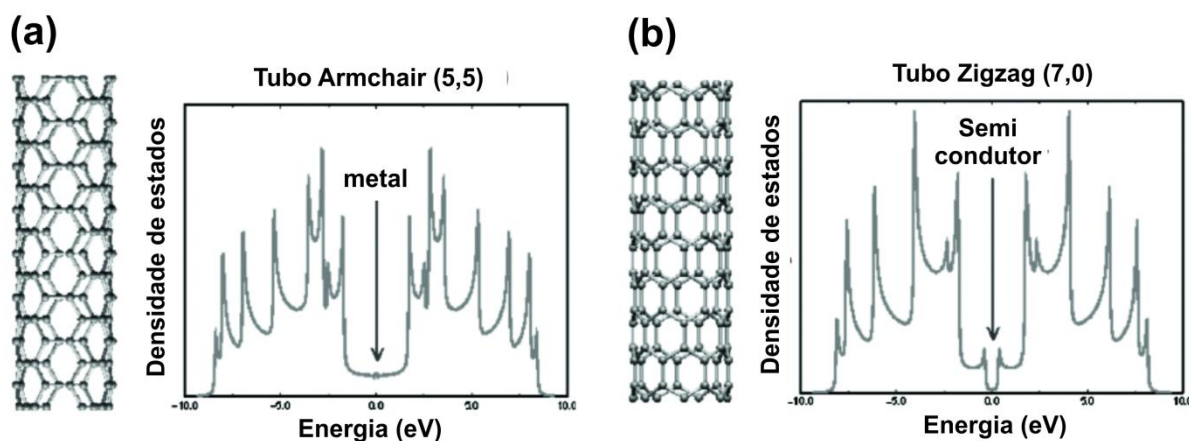 (a)
Tubo Armchair (5,5)
Densidade de estados
metal
−10.0 −5.0 0.0 5.0 10.0
Energia (eV)
(b)
Tubo Zigzag (7,0)
Densidade de estados
Semi
condutor
−10.0 −5.0 0.0 5.0 10.0
Energia (eV)